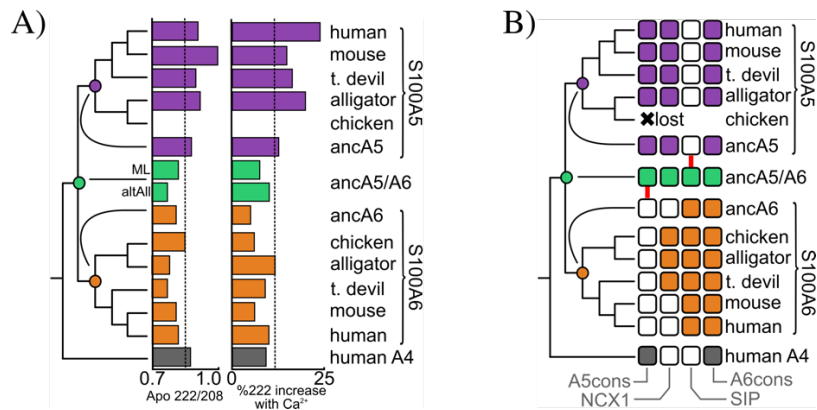 A)
human
mouse
t. devil
alligator
chicken
ancA5
S100A5
ML
altAll
ancA5/A6
ancA6
chicken
alligator
t. devil
mouse
human
S100A6
human A4
0.7 1.0 0 25
Apo 222/208
%222 increase
with Ca²⁺
B)
human
mouse
t. devil
alligator
✖lost chicken
ancA5
S100A5
ancA5/A6
ancA6
chicken
alligator
t. devil
mouse
human
S100A6
human A4
A5cons A6cons
NCX1 SIP